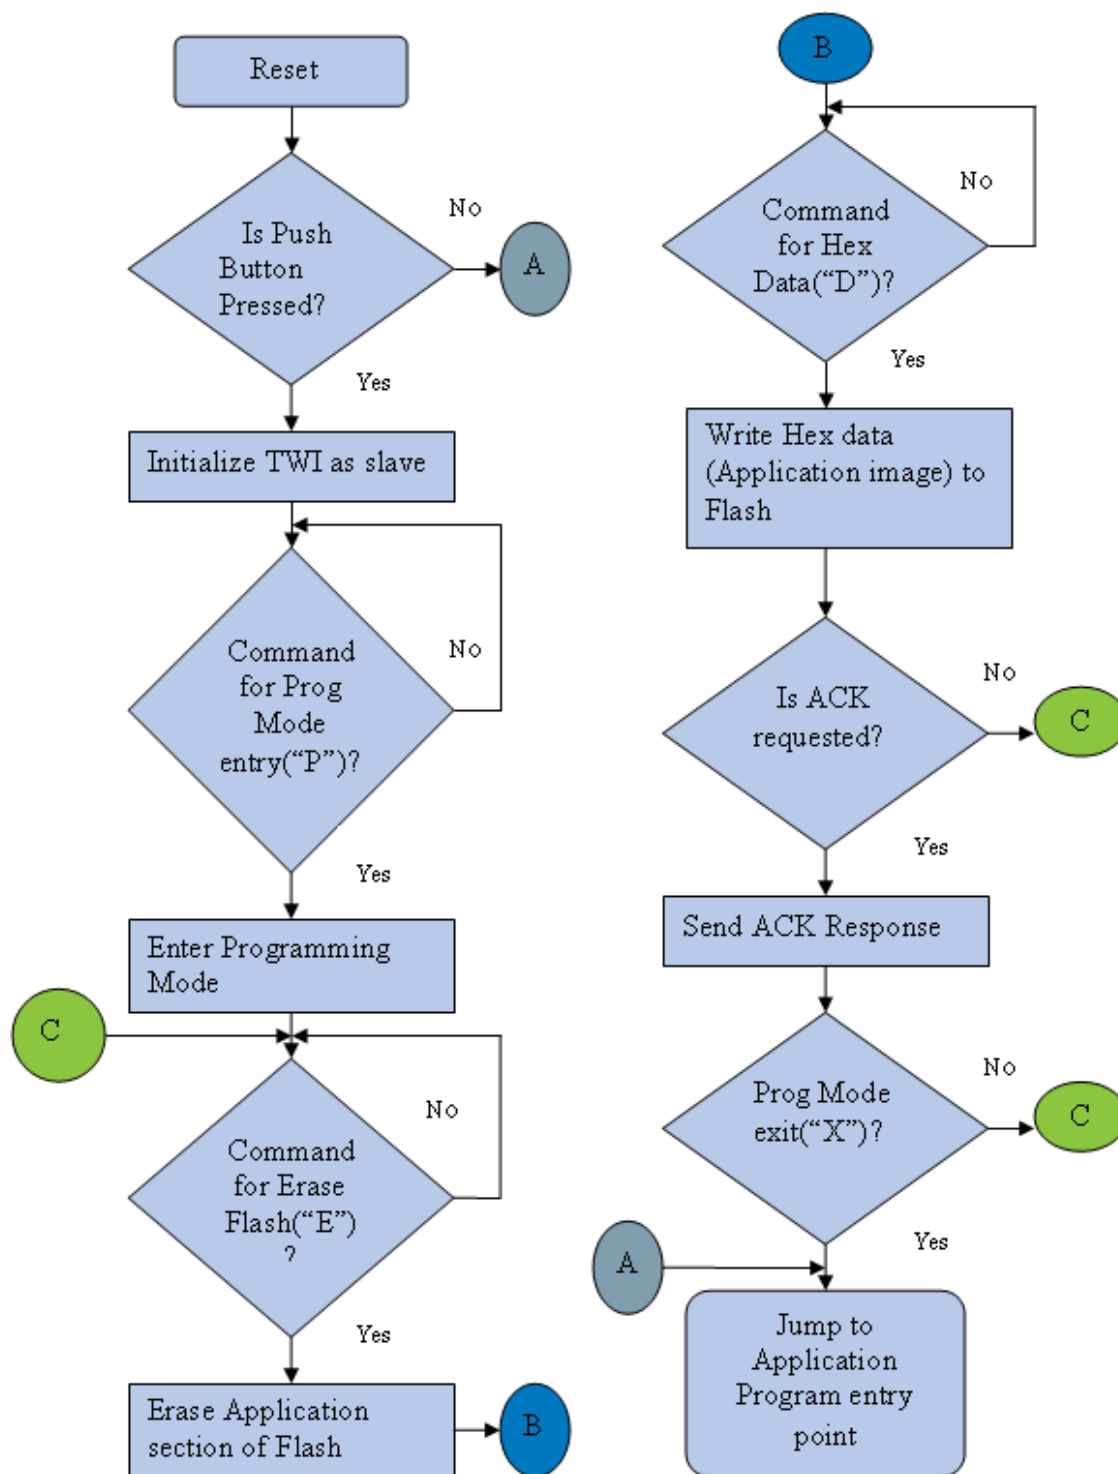 Reset
Is Push
Button
Pressed?
No
A
Yes
Initialize TWI as slave
Command
for Prog
Mode
entry(“P”)?
No
Yes
Enter Programming
Mode
C
Command
for Erase
Flash(“E”)
?
No
Yes
Erase Application
section of Flash
B
B
Command
for Hex
Data(“D”)?
No
Yes
Write Hex data
(Application image) to
Flash
Is ACK
requested?
No
C
Yes
Send ACK Response
Prog Mode
exit(“X”)?
No
C
Yes
A
Jump to
Application
Program entry
point